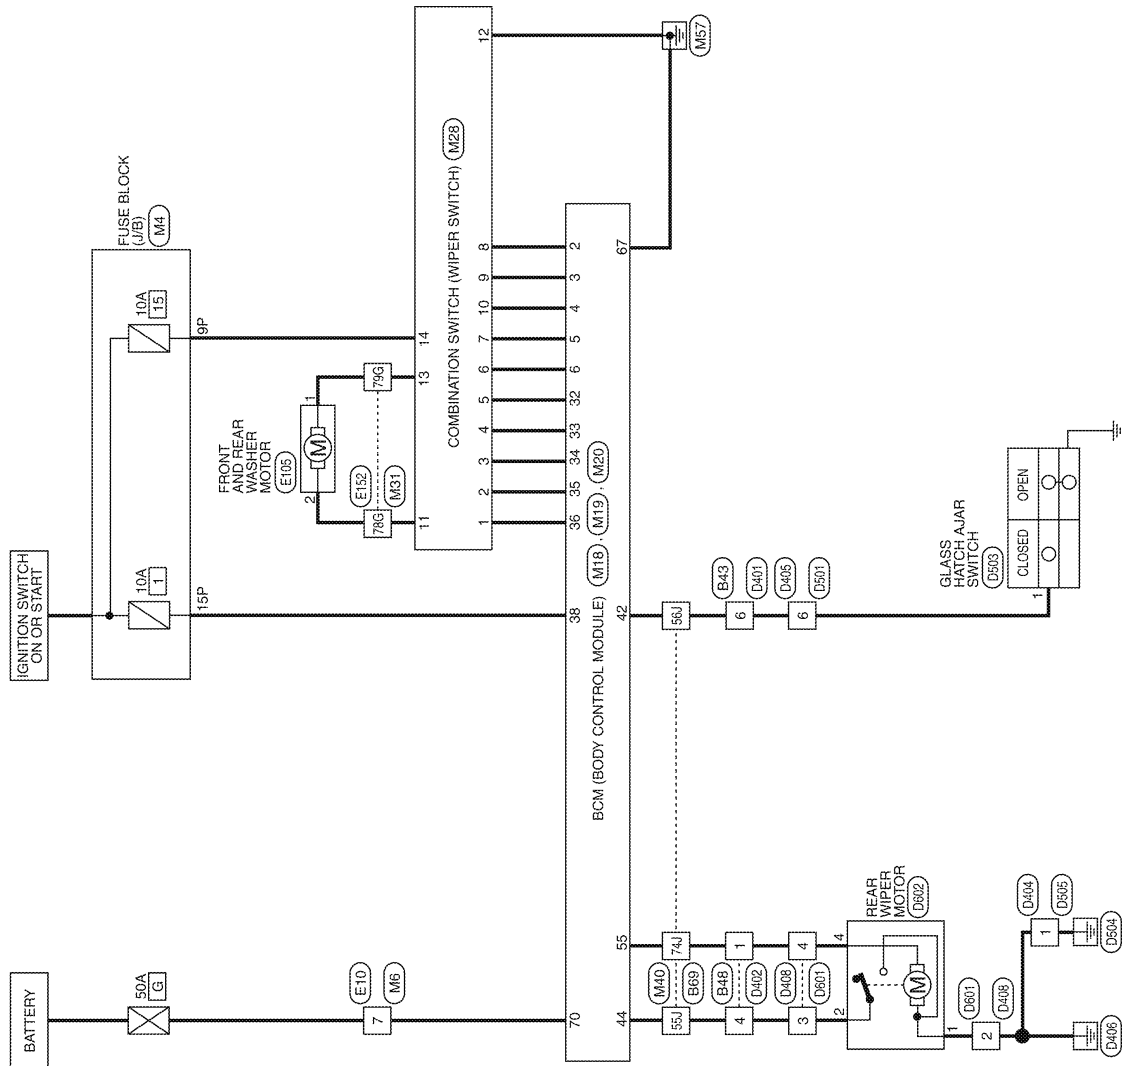 IGNITION SWITCH
ON OR START
BATTERY
FUSE BLOCK
(J/B)
M4
10A
15
10A
1
9P
15P
50A
G
E10
M6
7
FRONT
AND REAR
WASHER
MOTOR
E105
1
2
M
79G
78G
E152
M31
COMBINATION SWITCH (WIPER SWITCH)
M28
12
14
13
11
8
9
10
7
6
5
4
3
2
1
M57
BCM (BODY CONTROL MODULE)
M18
,
M19
,
M20
2
3
4
5
6
32
33
34
35
36
38
70
67
42
55
44
56J
74J
55J
M40
B69
B43
D401
D405
D501
6
6
B48
D402
1
4
D408
D601
4
3
GLASS
HATCH AJAR
SWITCH
D503
CLOSED
OPEN
1
REAR
WIPER
MOTOR
D602
4
2
M
1
D601
D408
2
D404
D505
1
D504
D406